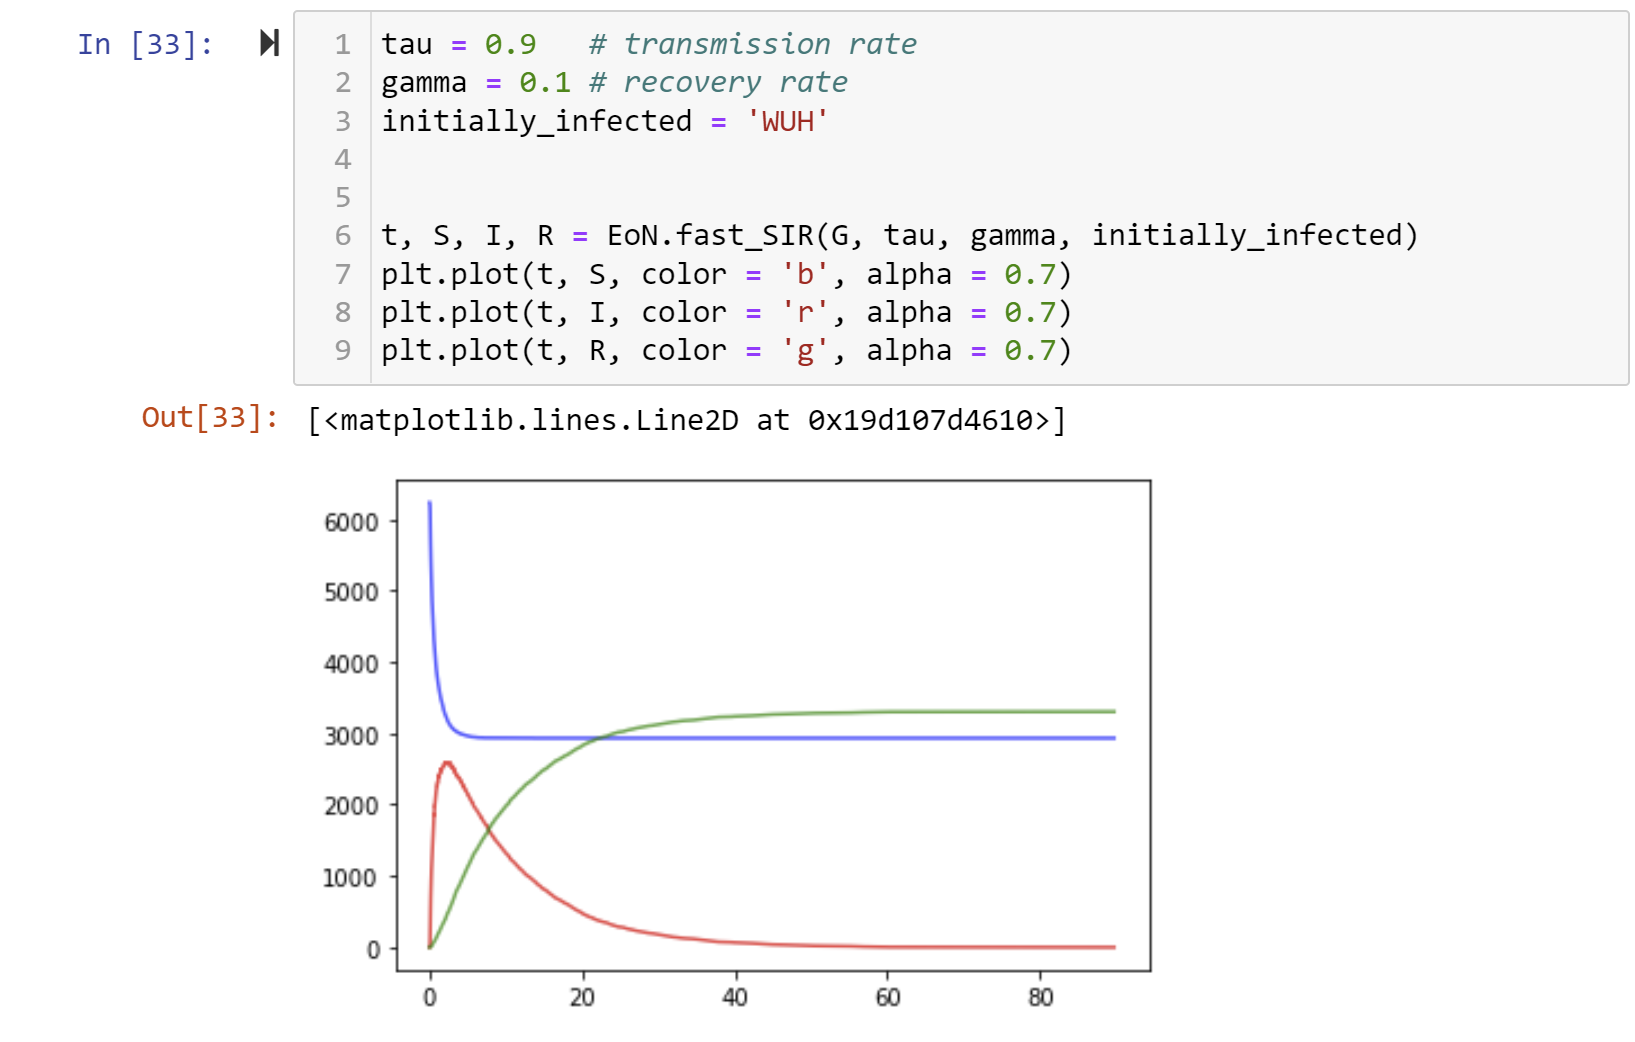 In [33]:
1 tau = 0.9   # transmission rate
2 gamma = 0.1 # recovery rate
3 initially_infected = 'WUH'
4
5
6 t, S, I, R = EoN.fast_SIR(G, tau, gamma, initially_infected)
7 plt.plot(t, S, color = 'b', alpha = 0.7)
8 plt.plot(t, I, color = 'r', alpha = 0.7)
9 plt.plot(t, R, color = 'g', alpha = 0.7)
Out[33]: [<matplotlib.lines.Line2D at 0x19d107d4610>]
6000
5000
4000
3000
2000
1000
0
0 20 40 60 80